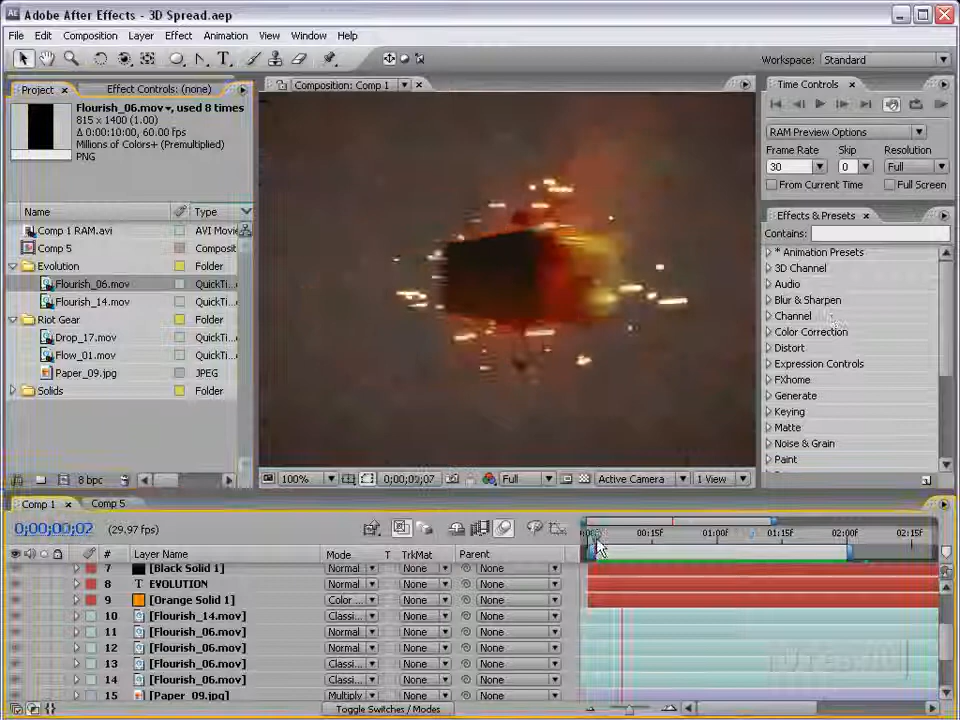 Adobe After Effects - 3D Spread.aep
File Edit Composition Layer Effect Animation View Window Help
Workspace: Standard
Project Effect Controls: (none)
Composition: Comp 1
Time Controls
Flourish_06.mov, used 8 times
815 x 1400 (1.00)
Δ 0:00:10:00, 60.00 fps
Millions of Colors+ (Premultiplied)
PNG
RAM Preview Options
Frame Rate Skip Resolution
30 0 Full
From Current Time Full Screen
Effects & Presets
Contains:
* Animation Presets
3D Channel
Audio
Blur & Sharpen
Channel
Color Correction
Distort
Expression Controls
FXhome
Generate
Keying
Matte
Noise & Grain
Paint
Name Type
Comp 1 RAM.avi AVI Movie
Comp 5 Composit
Evolution Folder
Flourish_06.mov QuickTi...
Flourish_14.mov QuickTi...
Riot Gear Folder
Drop_17.mov QuickTi...
Flow_01.mov QuickTi...
Paper_09.jpg JPEG
Solids Folder
8 bpc
100% 0;00;00;07 Full Active Camera 1 View
Comp 1 Comp 5
0;00;00;02 (29.97 fps)
00:15F 01:00F 01:15F 02:00F 02:15F
# Layer Name Mode T TrkMat Parent
7 [Black Solid 1] Normal None None
8 T EVOLUTION Normal None None
9 [Orange Solid 1] Color ... None None
10 [Flourish_14.mov] Classi... None None
11 [Flourish_06.mov] Normal None None
12 [Flourish_06.mov] Normal None None
13 [Flourish_06.mov] Classi... None None
14 [Flourish_06.mov] Classi... None None
15 [Paper_09.jpg] Multiply None None
Toggle Switches / Modes